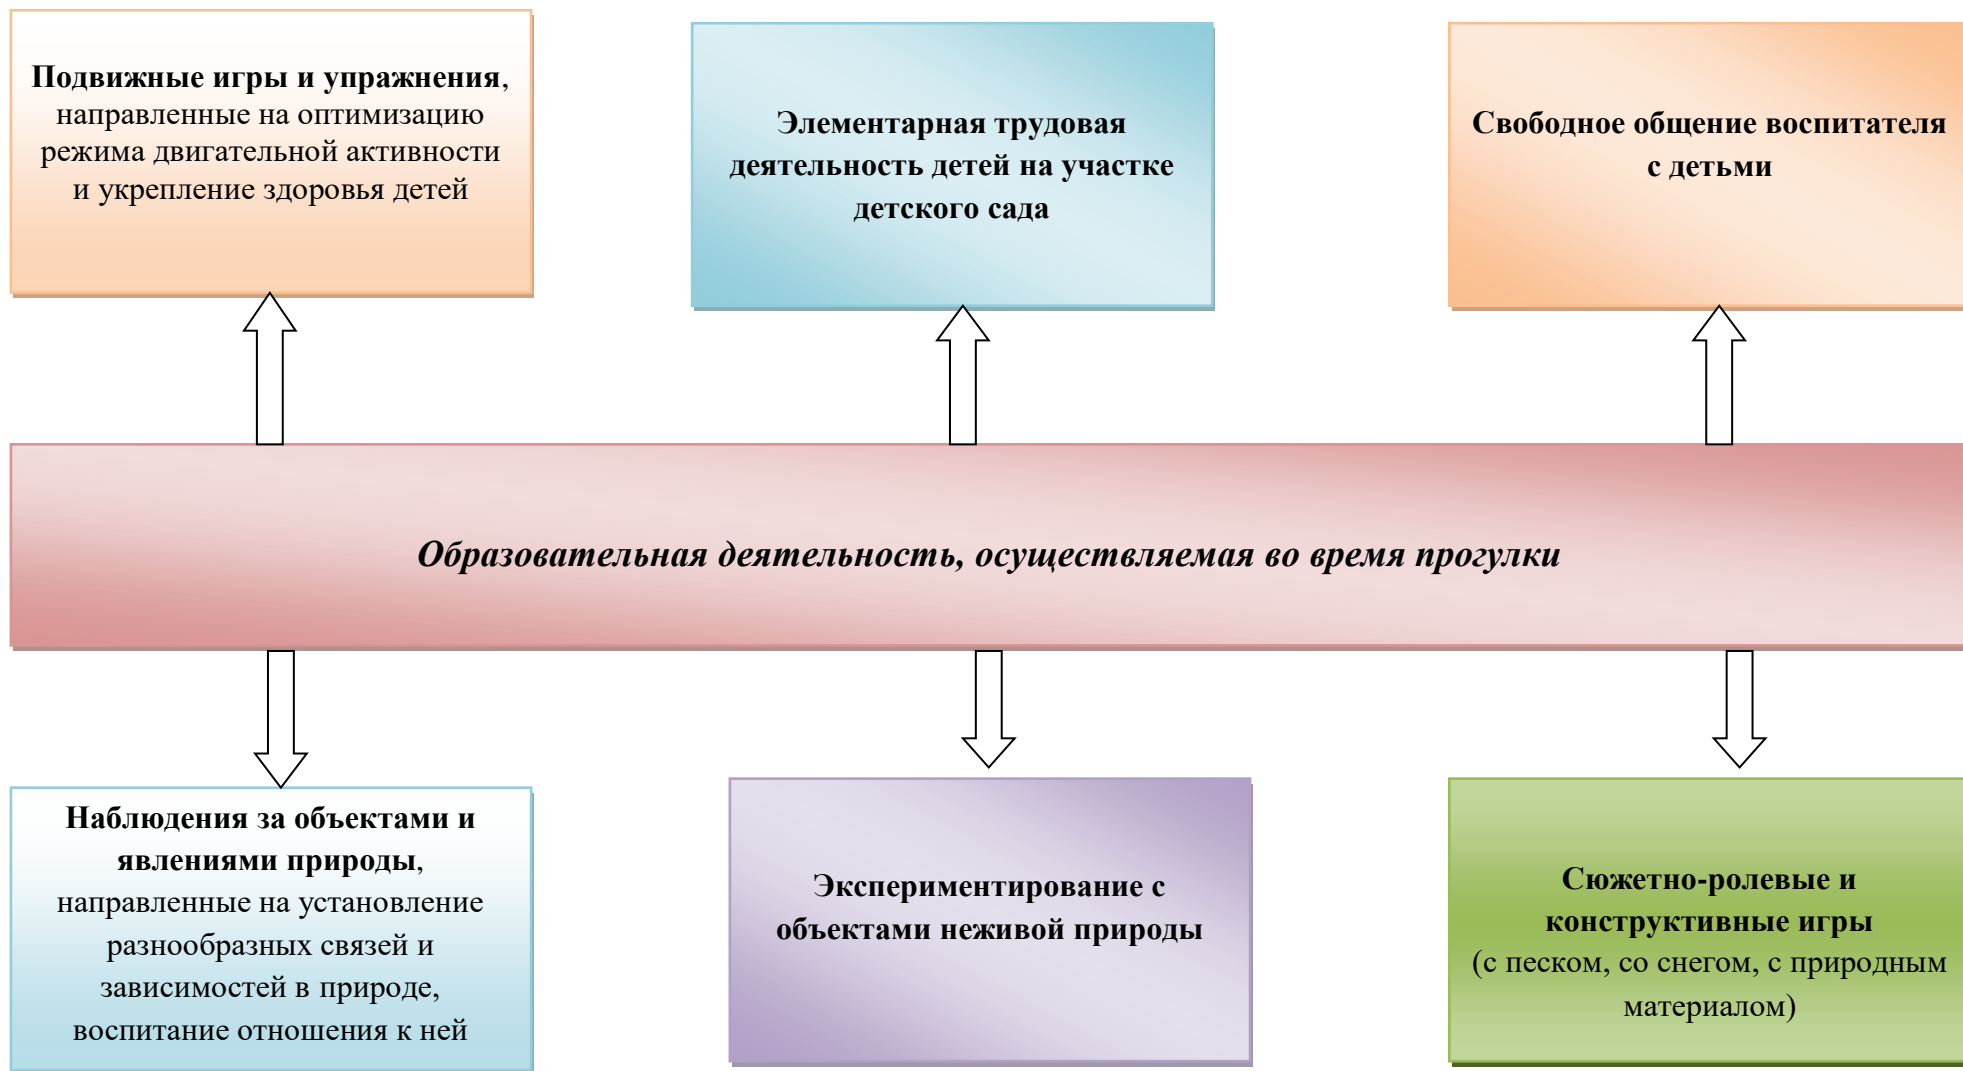 Подвижные игры и упражнения,
направленные на оптимизацию
режима двигательной активности
и укрепление здоровья детей
Элементарная трудовая
деятельность детей на участке
детского сада
Свободное общение воспитателя
с детьми
Образовательная деятельность, осуществляемая во время прогулки
Наблюдения за объектами и
явлениями природы,
направленные на установление
разнообразных связей и
зависимостей в природе,
воспитание отношения к ней
Экспериментирование с
объектами неживой природы
Сюжетно-ролевые и
конструктивные игры
(с песком, со снегом, с природным
материалом)